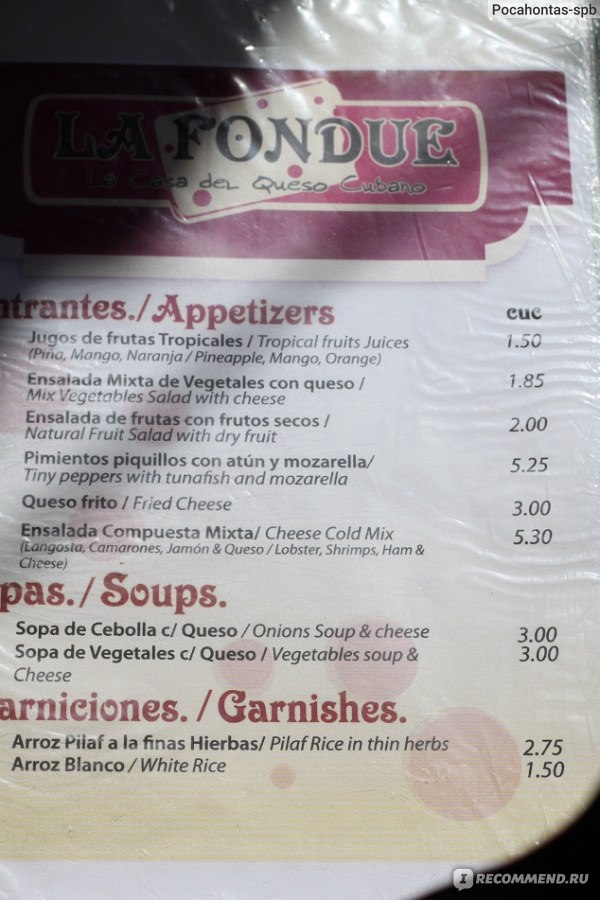 Pocahontas-spb
LA FONDUE
La Casa del Queso Cubano
ntrantes./Appetizers cuc
Jugos de frutas Tropicales / Tropical fruits Juices 1.50
(Piña, Mango, Naranja / Pineapple, Mango, Orange)
Ensalada Mixta de Vegetales con queso / 1.85
Mix Vegetables Salad with cheese
Ensalada de frutas con frutos secos / 2.00
Natural Fruit Salad with dry fruit
Pimientos piquillos con atún y mozarella/ 5.25
Tiny peppers with tunafish and mozarella
Queso frito / Fried Cheese 3.00
Ensalada Compuesta Mixta/ Cheese Cold Mix 5.30
(Langosta, Camarones, Jamón & Queso / Lobster, Shrimps, Ham &
Cheese)
pas./Soups.
Sopa de Cebolla c/ Queso / Onions Soup & cheese 3.00
Sopa de Vegetales c/ Queso / Vegetables soup & 3.00
Cheese
arniciones. /Garnishes.
Arroz Pilaf a la finas Hierbas/ Pilaf Rice in thin herbs 2.75
Arroz Blanco / White Rice 1.50
I RECOMMEND.RU